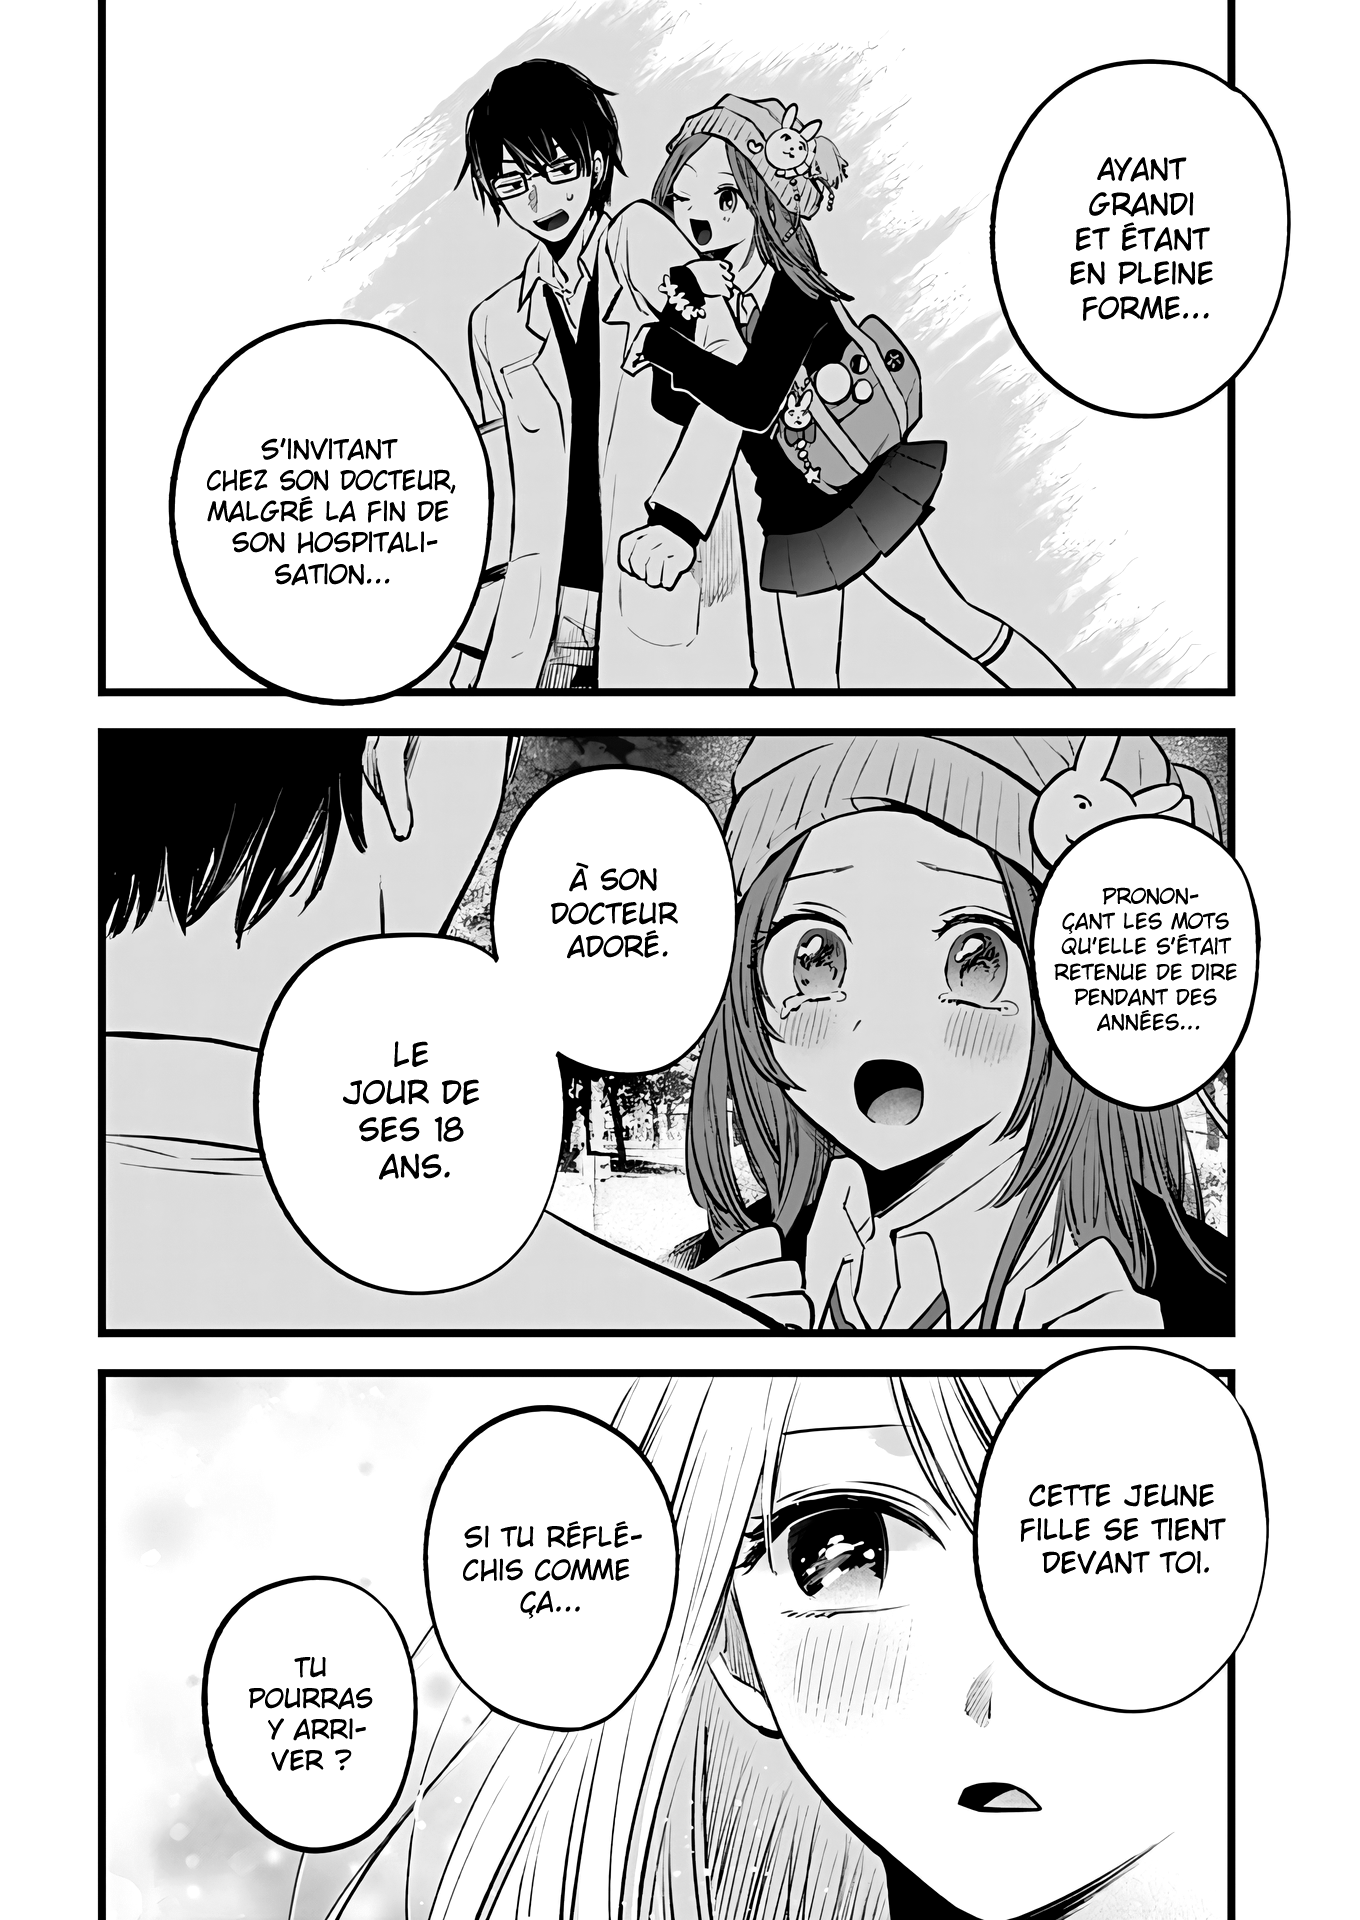 AYANT
GRANDI
ET ÉTANT
EN PLEINE
FORME...
S'INVITANT
CHEZ SON DOCTEUR,
MALGRÉ LA FIN DE
SON HOSPITALI-
SATION...
PRONON-
ÇANT LES MOTS
QU'ELLE S'ÉTAIT
RETENUE DE DIRE
PENDANT DES
ANNÉES...
À SON
DOCTEUR
ADORÉ.
LE
JOUR DE
SES 18
ANS.
CETTE JEUNE
FILLE SE TIENT
DEVANT TOI.
SI TU RÉFLÉ-
CHIS COMME
ÇA...
TU
POURRAS
Y ARRI-
VER ?